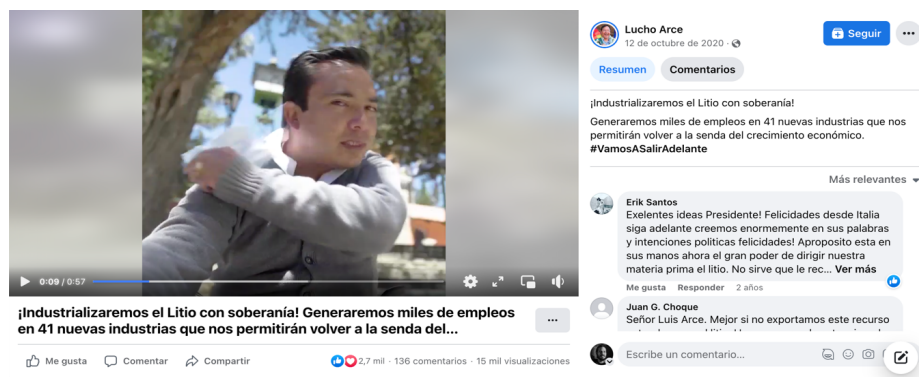 Lucho Arce
12 de octubre de 2020 ·
Seguir
Resumen
Comentarios
¡Industrializaremos el Litio con soberanía!
Generaremos miles de empleos en 41 nuevas industrias que nos
permitirán volver a la senda del crecimiento económico.
#VamosASalirAdelante
Más relevantes
Erik Santos
Exelentes ideas Presidente! Felicidades desde Italia
siga adelante creemos enormemente en sus palabras
y intenciones politicas felicidades! Aproposito esta en
sus manos ahora el gran poder de dirigir nuestra
materia prima el litio. No sirve que le rec... Ver más
Me gusta Responder 2 años
Juan G. Choque
Señor Luis Arce. Mejor si no exportamos este recurso
Escribe un comentario...
0:09 / 0:57
¡Industrializaremos el Litio con soberanía! Generaremos miles de empleos
en 41 nuevas industrias que nos permitirán volver a la senda del...
Me gusta Comentar Compartir 2,7 mil · 136 comentarios · 15 mil visualizaciones